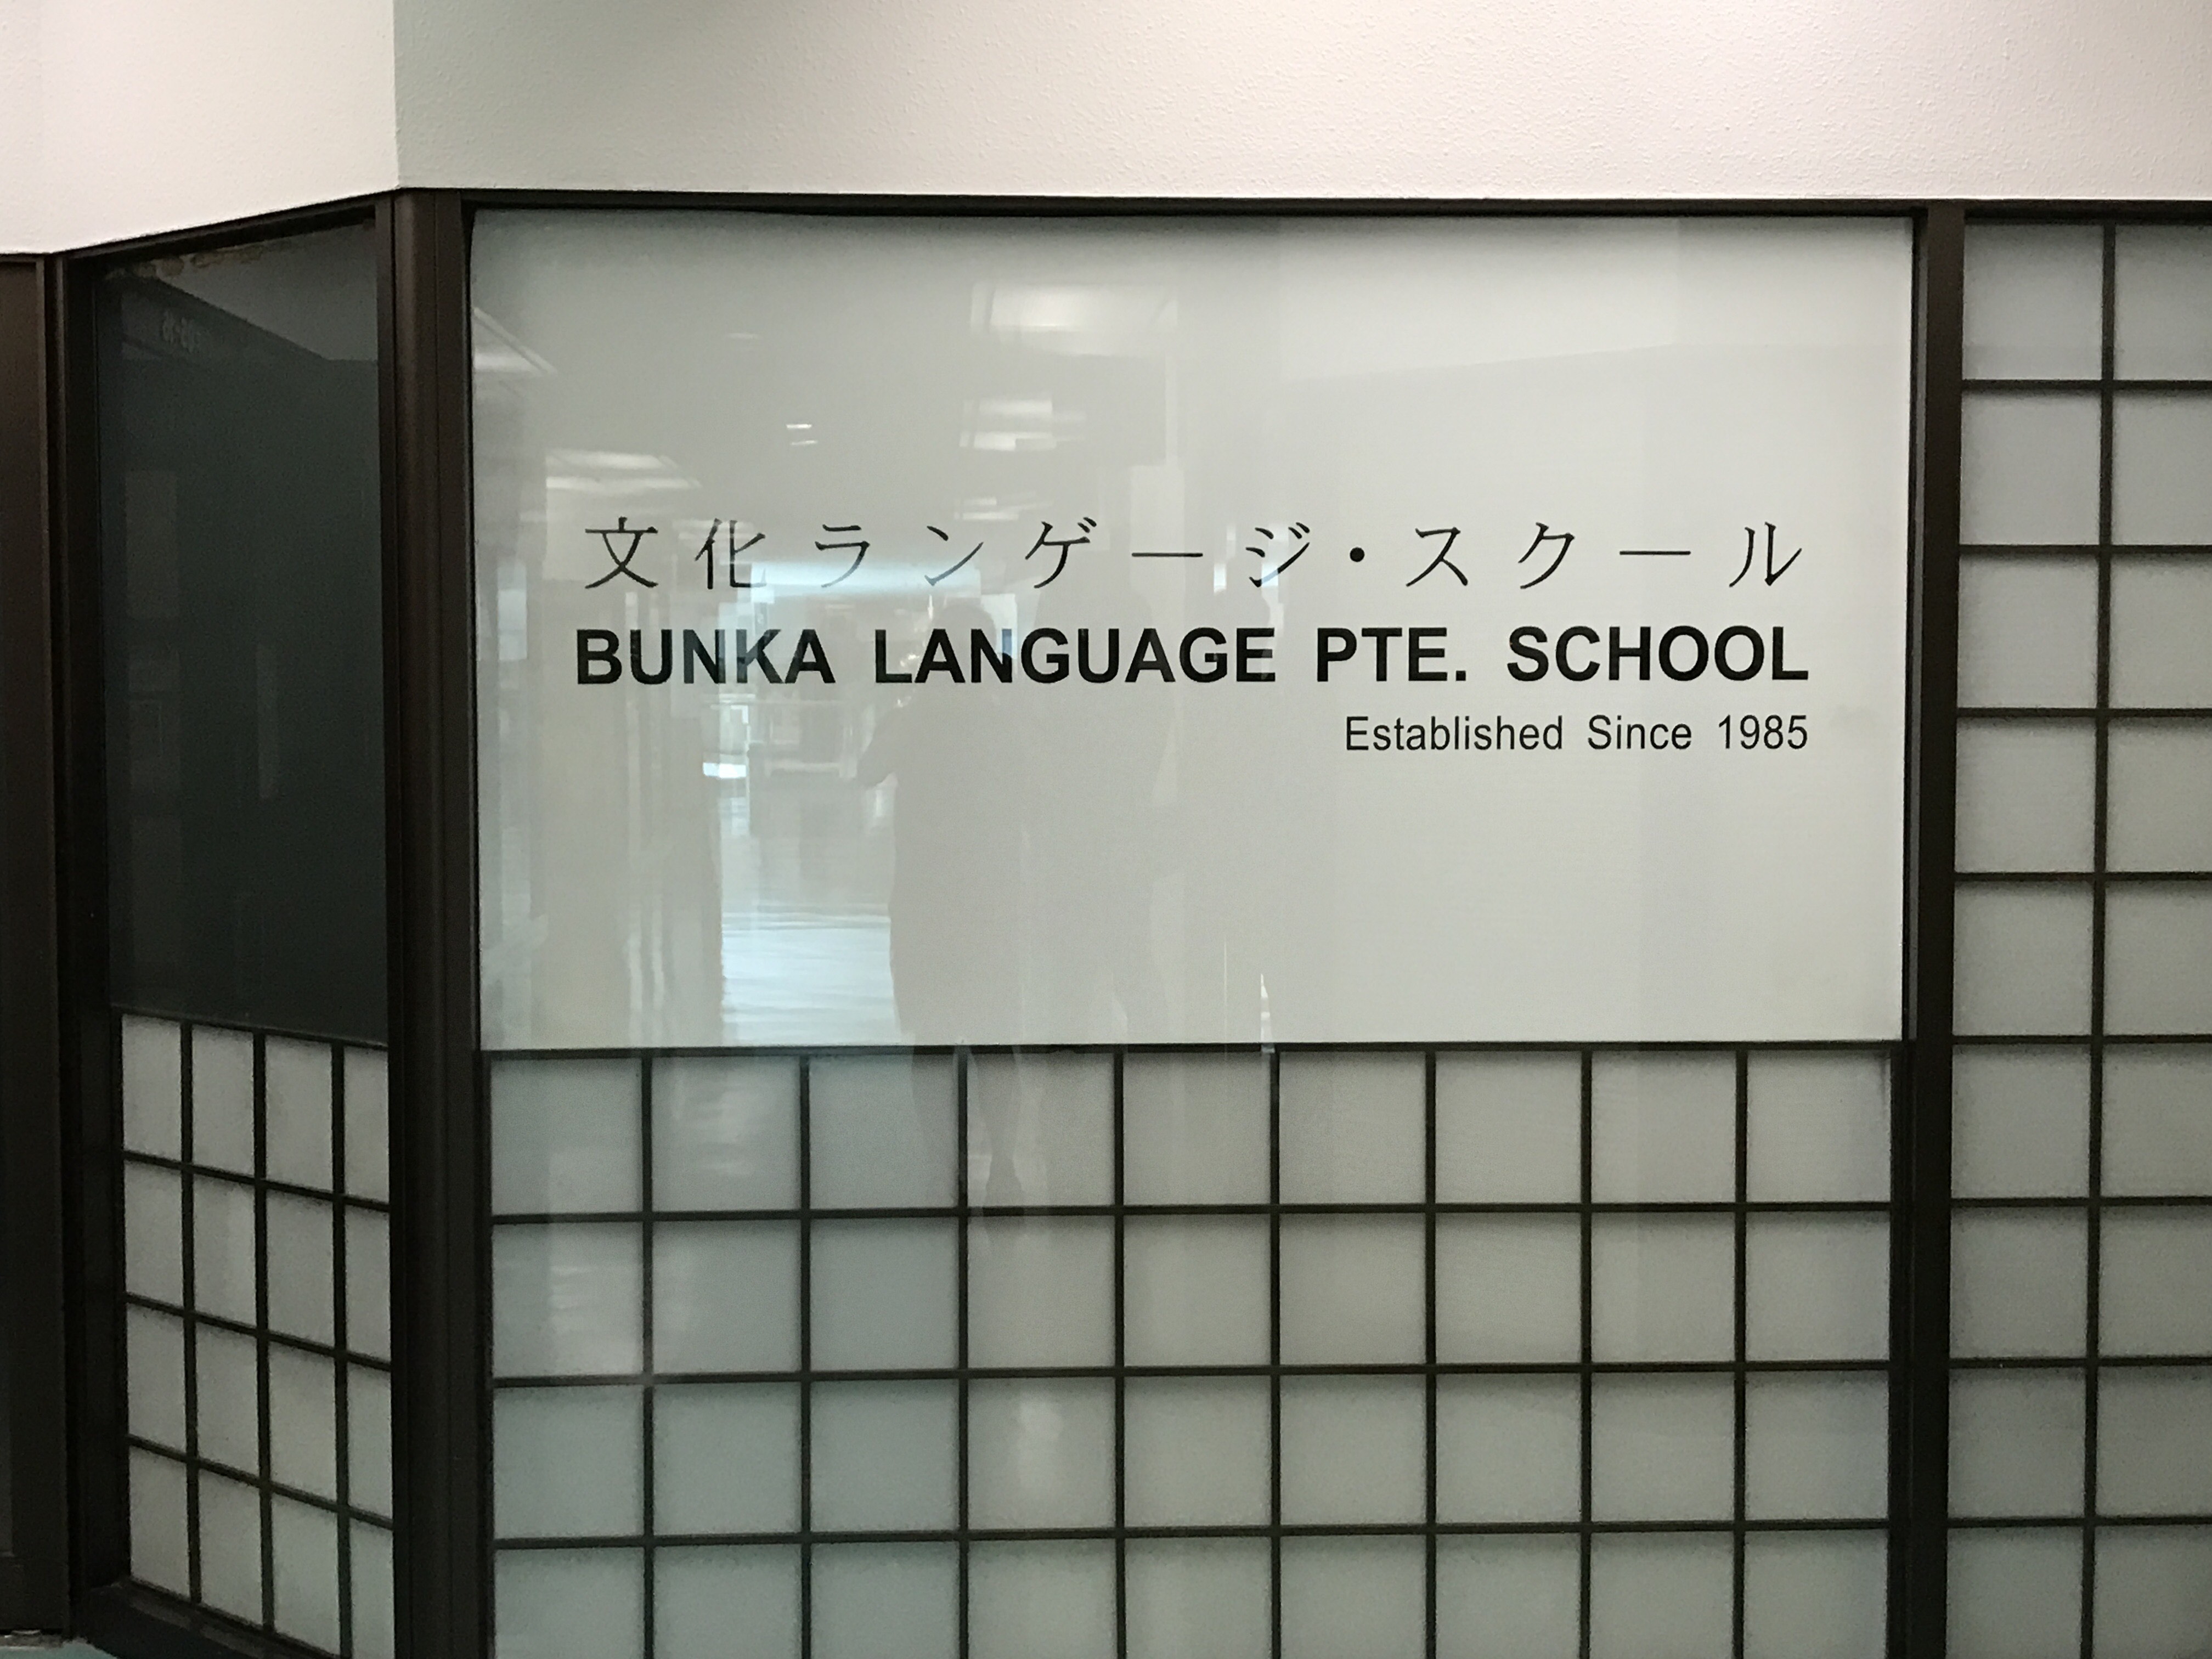 文化ランゲージ・スクール
BUNKA LANGUAGE PTE. SCHOOL
Established Since 1985